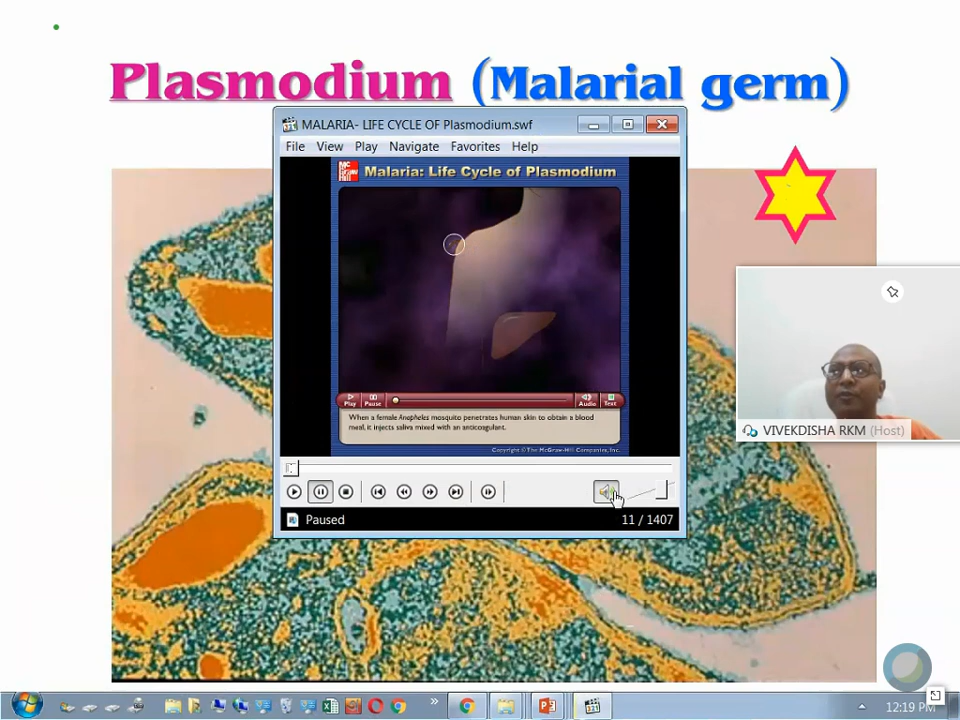 Plasmodium (Malarial germ)
MALARIA- LIFE CYCLE OF Plasmodium.swf
File View Play Navigate Favorites Help
Mc
Graw
Hill
Malaria: Life Cycle of Plasmodium
Play Pause Audio Text
When a female Anopheles mosquito penetrates human skin to obtain a blood
meal, it injects saliva mixed with an anticoagulant.
Copyright © The McGraw-Hill Companies, Inc.
Paused 11 / 1407
VIVEKDISHA RKM (Host)
12:19 PM